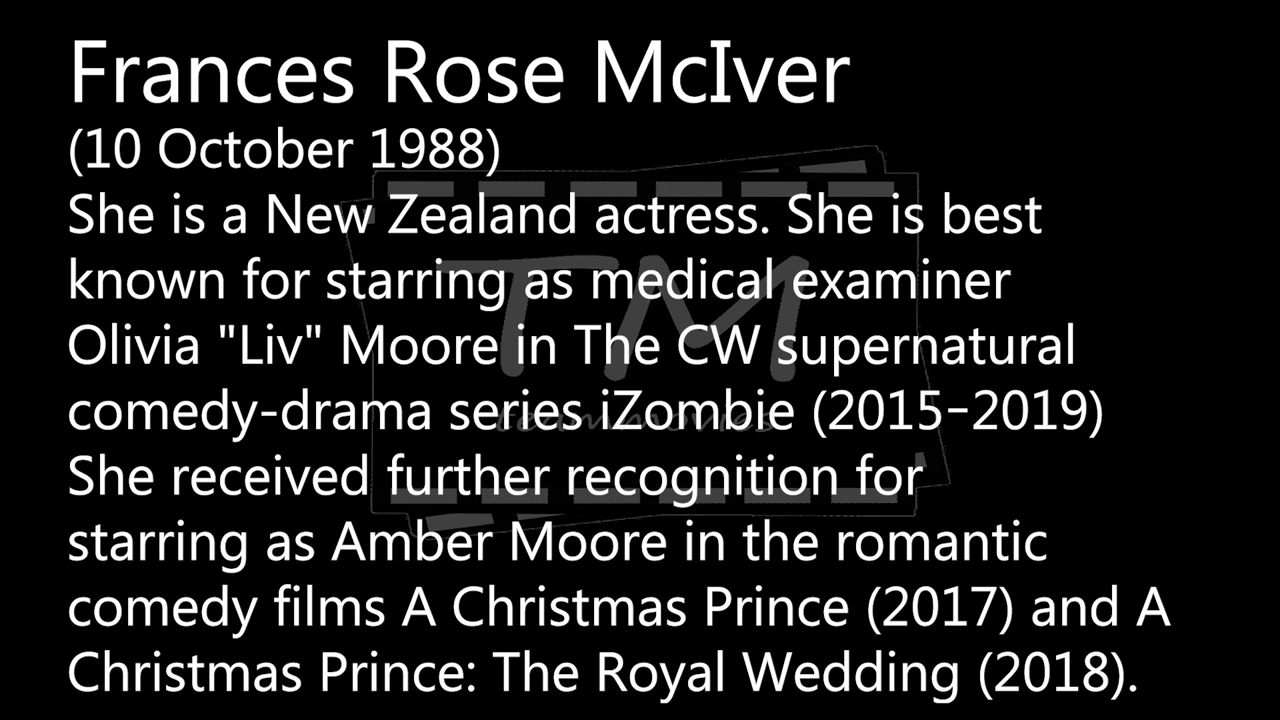 Frances Rose McIver
(10 October 1988)
She is a New Zealand actress. She is best
known for starring as medical examiner
Olivia "Liv" Moore in The CW supernatural
comedy-drama series iZombie (2015–2019)
She received further recognition for
starring as Amber Moore in the romantic
comedy films A Christmas Prince (2017) and A
Christmas Prince: The Royal Wedding (2018).
TM
teammovies